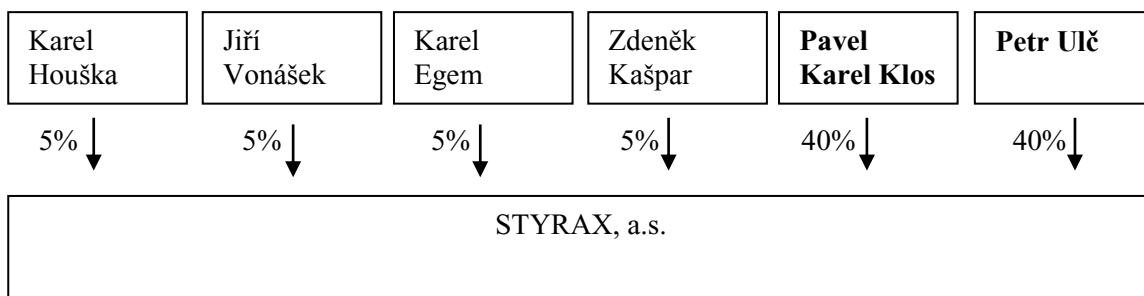 Karel
Houška
Jiří
Vonášek
Karel
Egem
Zdeněk
Kašpar
Pavel
Karel Klos
Petr Ulč
5%
5%
5%
5%
40%
40%
STYRAX, a.s.